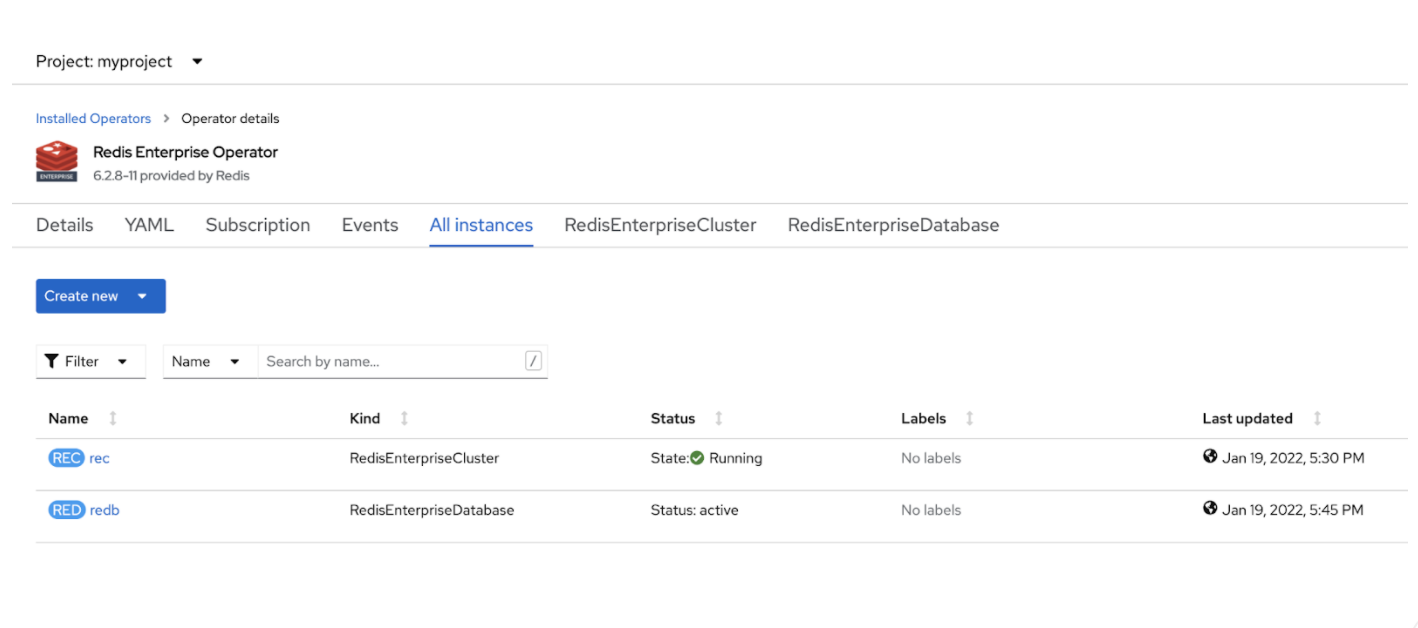 Project: myproject
Installed Operators > Operator details
ENTERPRISE
Redis Enterprise Operator
6.2.8-11 provided by Redis
Details YAML Subscription Events All instances RedisEnterpriseCluster RedisEnterpriseDatabase
Create new
Filter Name Search by name... /
Name Kind Status Labels Last updated
REC rec RedisEnterpriseCluster State: Running No labels Jan 19, 2022, 5:30 PM
RED redb RedisEnterpriseDatabase Status: active No labels Jan 19, 2022, 5:45 PM